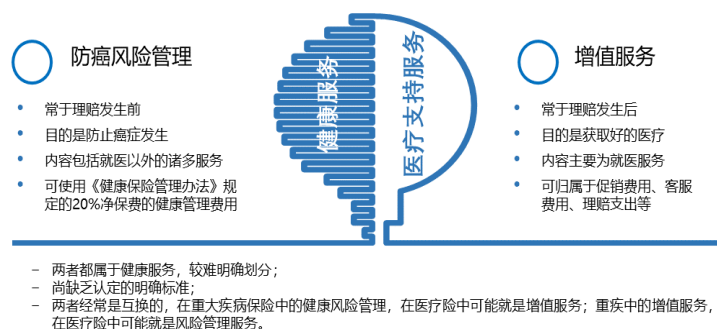 防癌风险管理
• 常于理赔发生前
• 目的是防止癌症发生
• 内容包括就医以外的诸多服务
• 可使用《健康保险管理办法》规
定的20%净保费的健康管理费用
健康服务
医疗支持服务
增值服务
• 常于理赔发生后
• 目的是获取好的医疗
• 内容主要为就医服务
• 可归属于促销费用、客服
费用、理赔支出等
– 两者都属于健康服务，较难明确划分；
– 尚缺乏认定的明确标准；
– 两者经常是互换的，在重大疾病保险中的健康风险管理，在医疗险中可能就是增值服务；重疾中的增值服务，
在医疗险中可能就是风险管理服务。